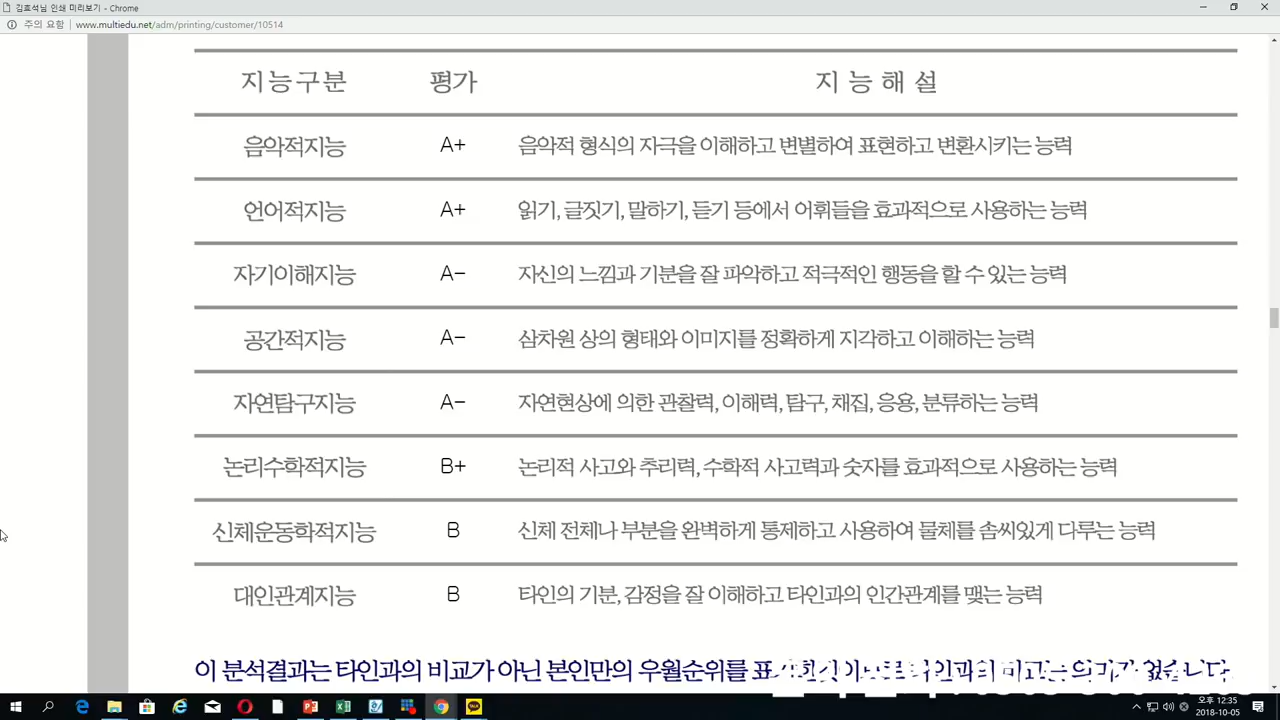 김효석님 인쇄 미리보기 - Chrome
주의 요함 www.multiedu.net/adm/printing/customer/10514
지능구분 평가 지 능 해 설
음악적지능 A+ 음악적 형식의 자극을 이해하고 변별하여 표현하고 변환시키는 능력
언어적지능 A+ 읽기, 글짓기, 말하기, 듣기 등에서 어휘들을 효과적으로 사용하는 능력
자기이해지능 A- 자신의 느낌과 기분을 잘 파악하고 적극적인 행동을 할 수 있는 능력
공간적지능 A- 삼차원 상의 형태와 이미지를 정확하게 지각하고 이해하는 능력
자연탐구지능 A- 자연현상에 의한 관찰력, 이해력, 탐구, 채집, 응용, 분류하는 능력
논리수학적지능 B+ 논리적 사고와 추리력, 수학적 사고력과 숫자를 효과적으로 사용하는 능력
신체운동학적지능 B 신체 전체나 부분을 완벽하게 통제하고 사용하여 물체를 솜씨있게 다루는 능력
대인관계지능 B 타인의 기분, 감정을 잘 이해하고 타인과의 인간관계를 맺는 능력
이 분석결과는 타인과의 비교가 아닌 본인만의 우월순위를
오후 12:35
2018-10-05